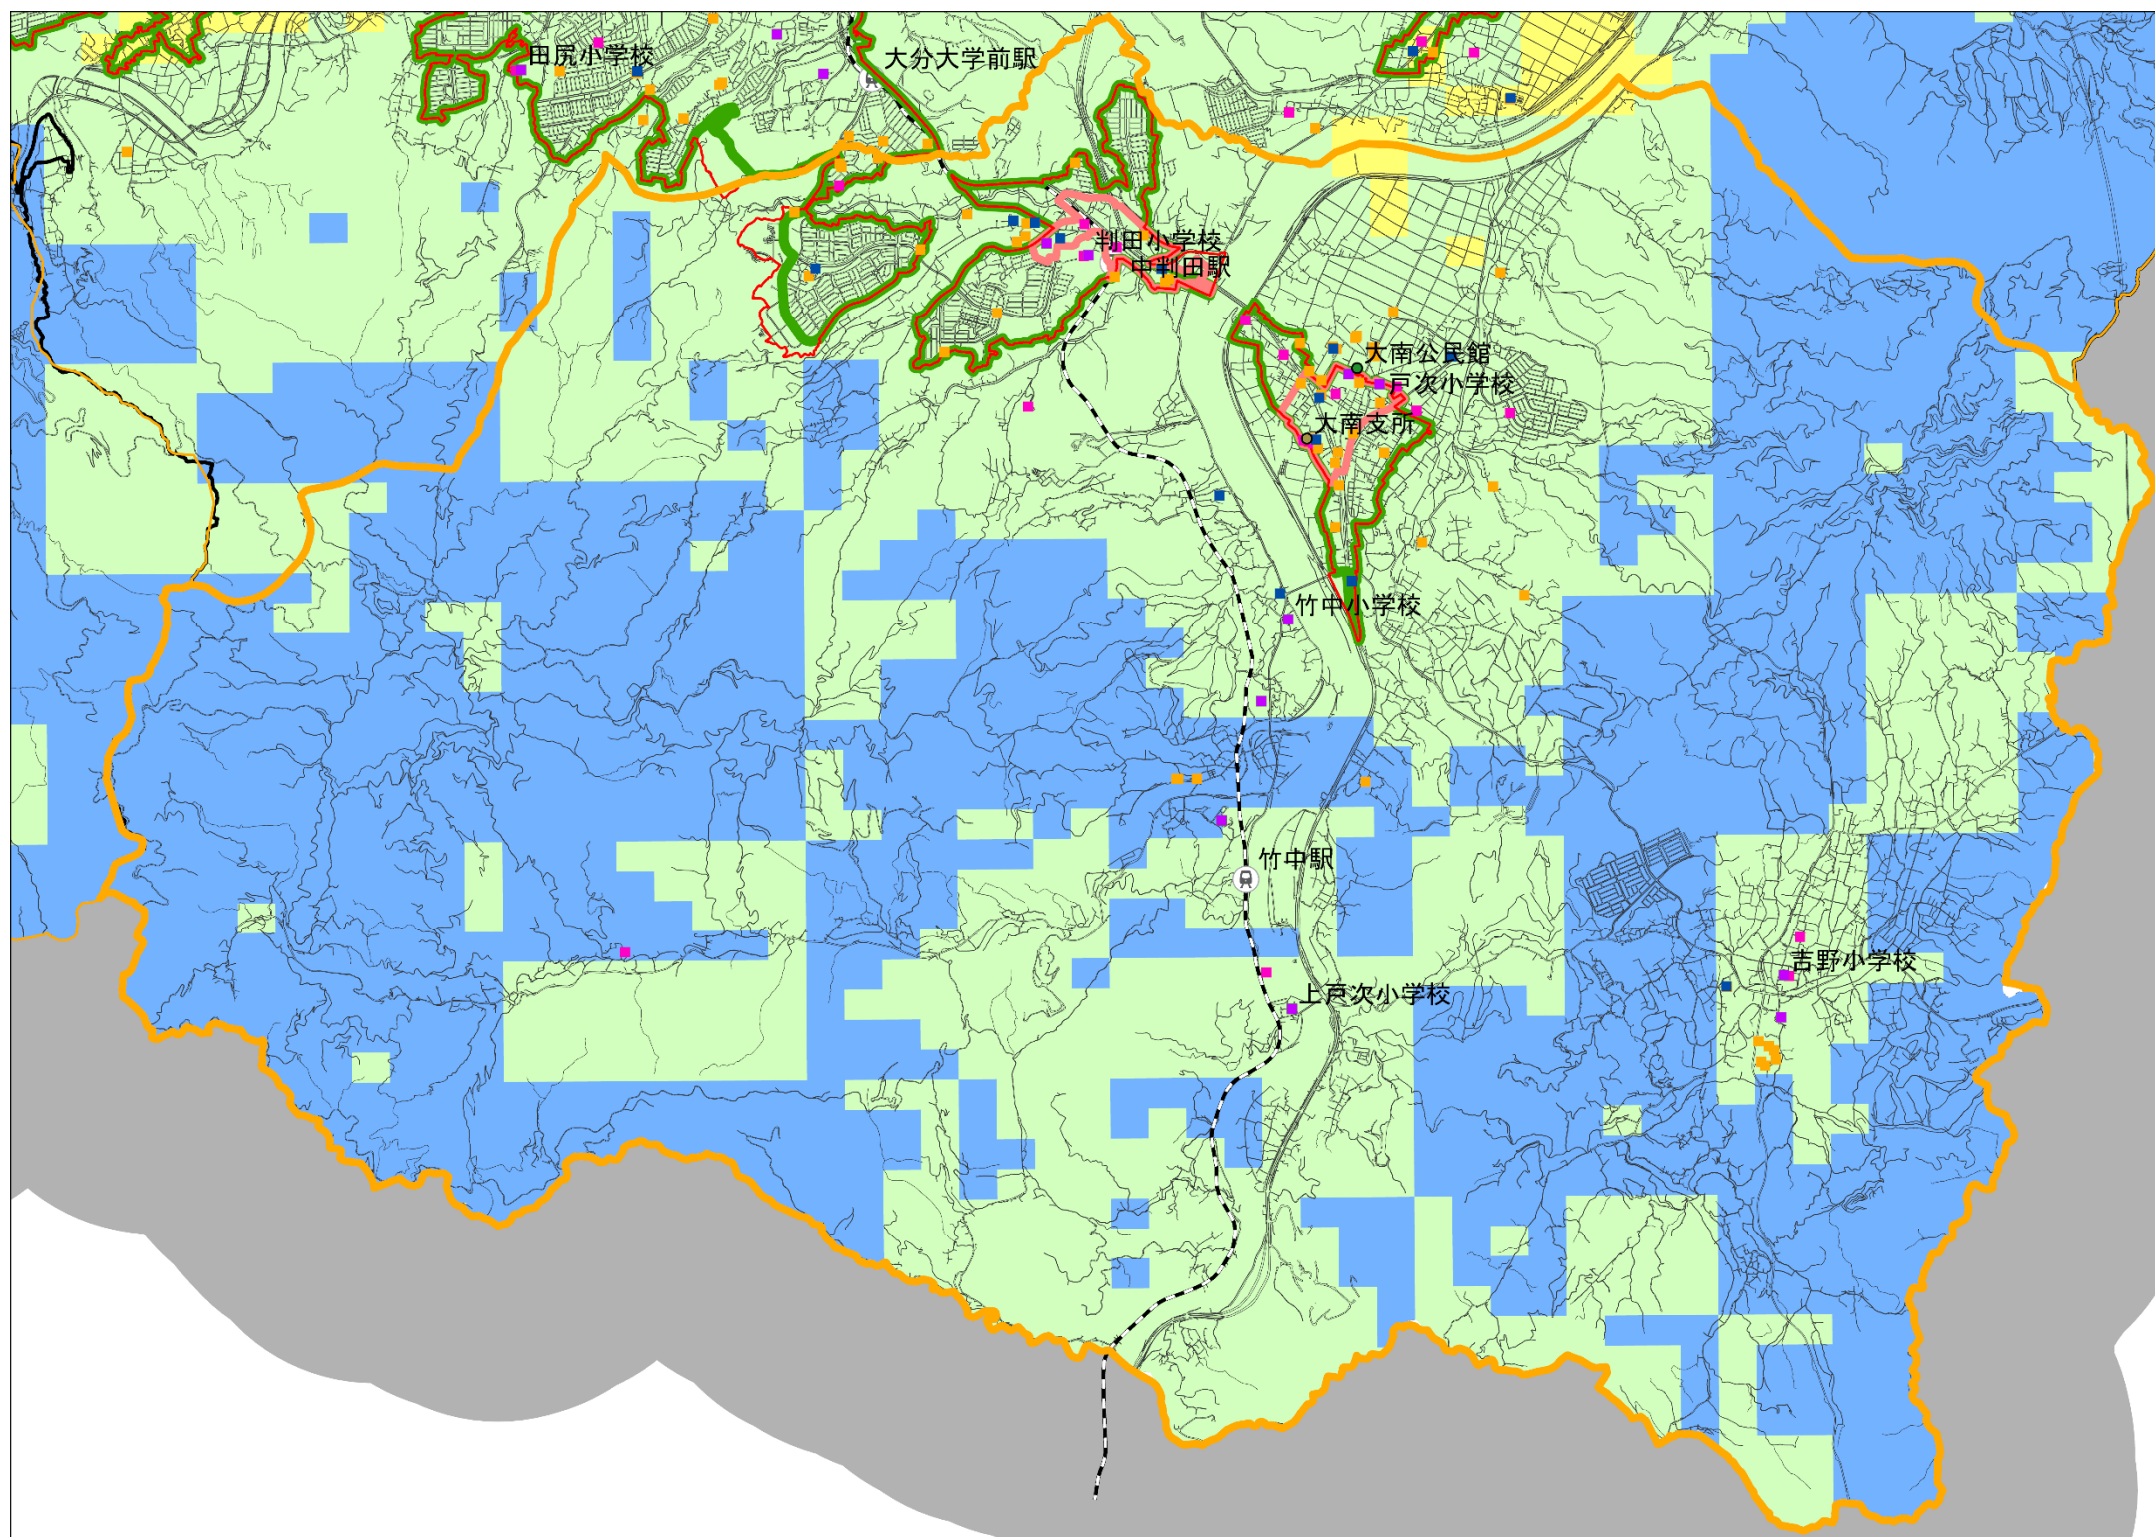 田尻小学校
大分大学前駅
判田小学校
中判田駅
大南公民館
戸次小学校
大南支所
竹中小学校
竹中駅
吉野小学校
上戸次小学校